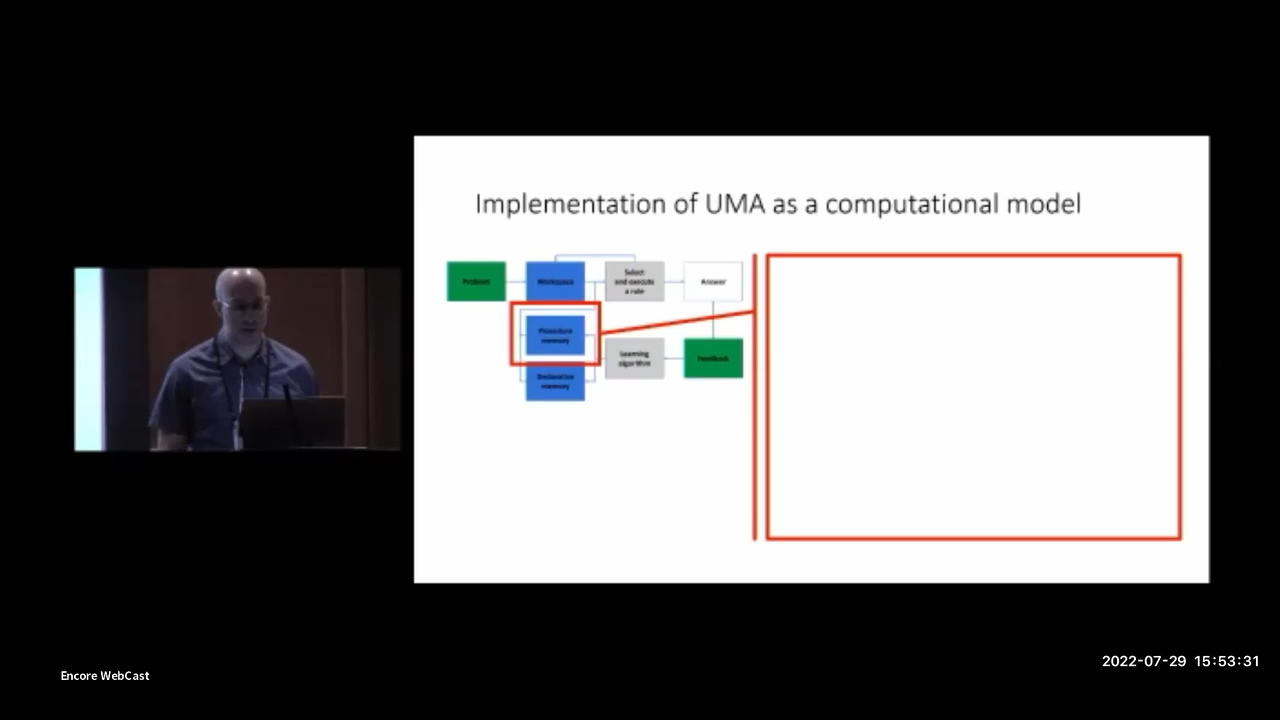 Implementation of UMA as a computational model
Problem
Workspace
Select
and execute
a rule
Answer
Procedure
memory
Learning
algorithm
Feedback
Declarative
memory
Encore WebCast
2022-07-29 15:53:31